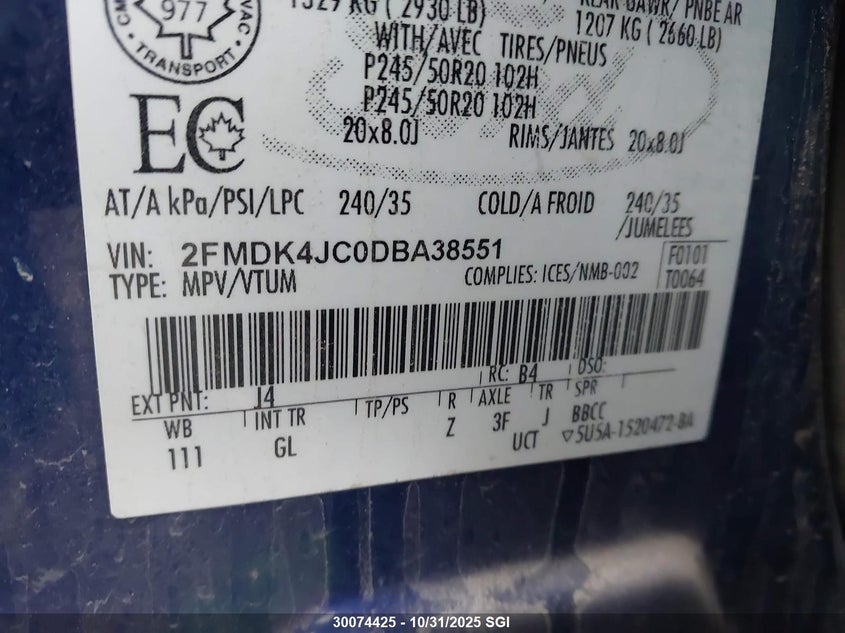 CM VAC
977
TRANSPORT
1329 KG ( 2930 LB)
1207 KG ( 2660 LB)
WITH/AVEC TIRES/PNEUS
P245/50R20 102H
P245/50R20 102H
20x8.0J RIMS/JANTES 20x8.0J
EC
AT/A kPa/PSI/LPC 240/35 COLD/A FROID 240/35
/JUMELEES
VIN: 2FMDK4JC0DBA38551
F0101
TYPE: MPV/VTUM COMPLIES: ICES/NMB-002
T0064
EXT PNT: J4 RC: B4 DSO:
WB INT TR TP/PS R AXLE TR SPR
111 GL Z 3F J BBCC
UCT ▽5U5A-1520472-BA
30074425 - 10/31/2025 SGI